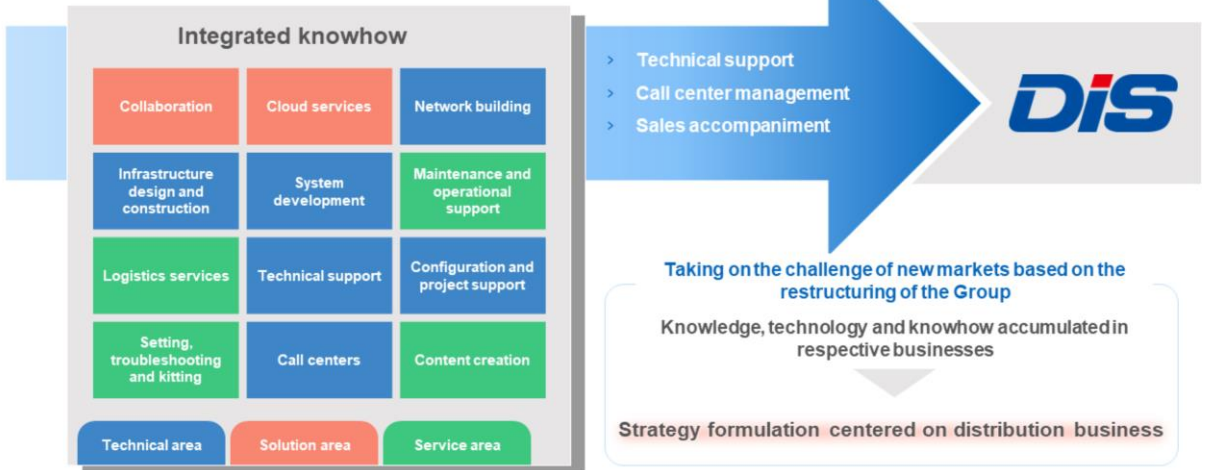 Integrated knowhow
Collaboration
Cloud services
Network building
Infrastructure
design and
construction
System
development
Maintenance and
operational
support
Logistics services
Technical support
Configuration and
project support
Setting,
troubleshooting
and kitting
Call centers
Content creation
Technical area
Solution area
Service area
› Technical support
› Call center management
› Sales accompaniment
DiS
Taking on the challenge of new markets based on the
restructuring of the Group
Knowledge, technology and knowhow accumulated in
respective businesses
Strategy formulation centered on distribution business